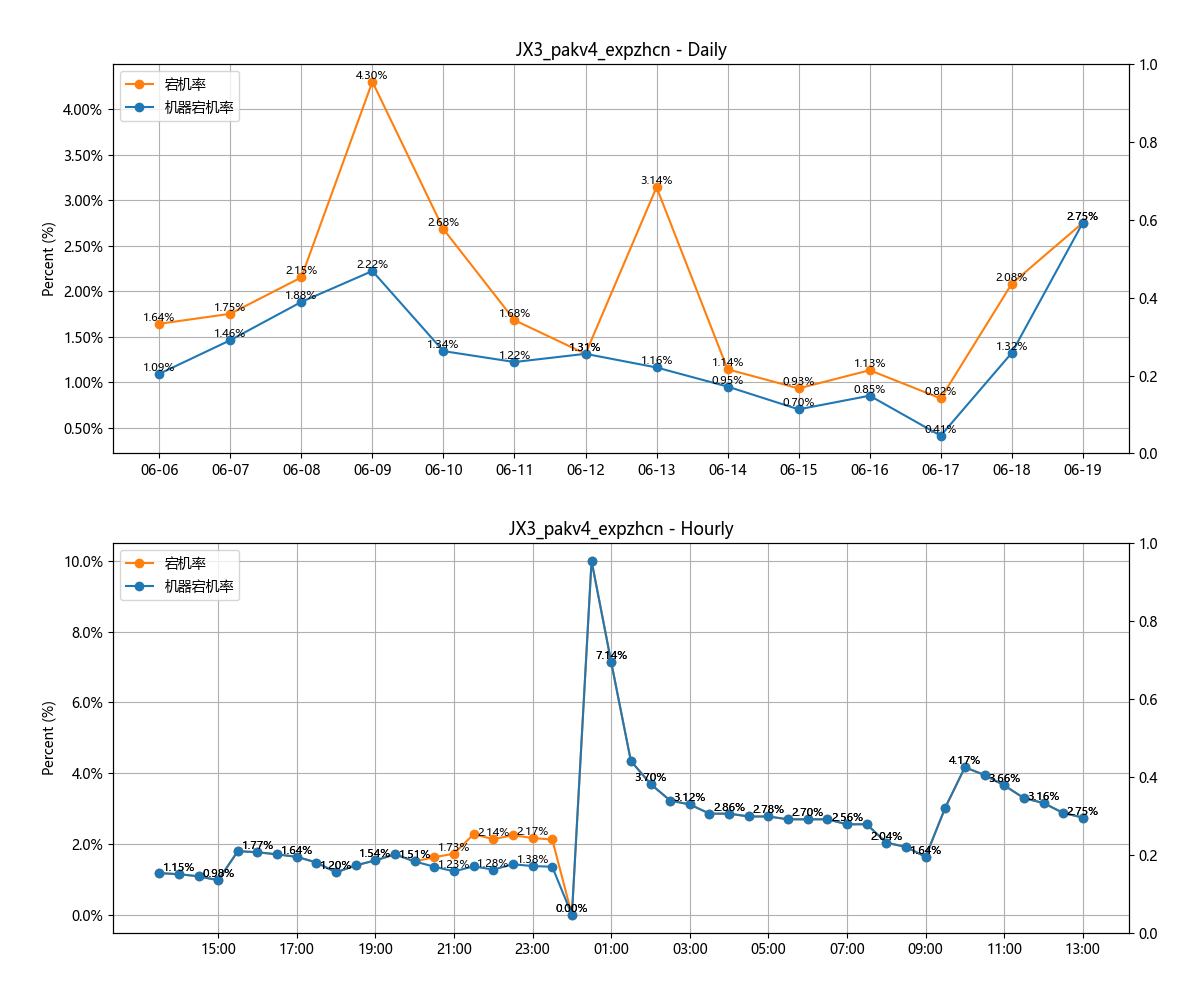 JX3_pakv4_expzhcn - Daily
宕机率
机器宕机率
Percent (%)
4.00%
3.50%
3.00%
2.50%
2.00%
1.50%
1.00%
0.50%
1.0
0.8
0.6
0.4
0.2
0.0
1.64% 1.75% 2.15% 4.30% 2.68% 1.68% 1.31% 3.14% 1.14% 0.93% 1.13% 0.82% 2.08% 2.75%
1.09% 1.46% 1.88% 2.22% 1.34% 1.22% 1.31% 1.16% 0.95% 0.70% 0.85% 0.41% 1.32% 2.75%
06-06 06-07 06-08 06-09 06-10 06-11 06-12 06-13 06-14 06-15 06-16 06-17 06-18 06-19
JX3_pakv4_expzhcn - Hourly
宕机率
机器宕机率
Percent (%)
10.0%
8.0%
6.0%
4.0%
2.0%
0.0%
1.0
0.8
0.6
0.4
0.2
0.0
1.15% 0.98% 1.77% 1.64% 1.20% 1.54% 1.51% 1.73% 2.14% 2.17% 0.00% 7.14% 3.70% 3.12% 2.86% 2.78% 2.70% 2.56% 2.04% 1.64% 4.17% 3.66% 3.16% 2.75%
1.23% 1.28% 1.38%
15:00 17:00 19:00 21:00 23:00 01:00 03:00 05:00 07:00 09:00 11:00 13:00